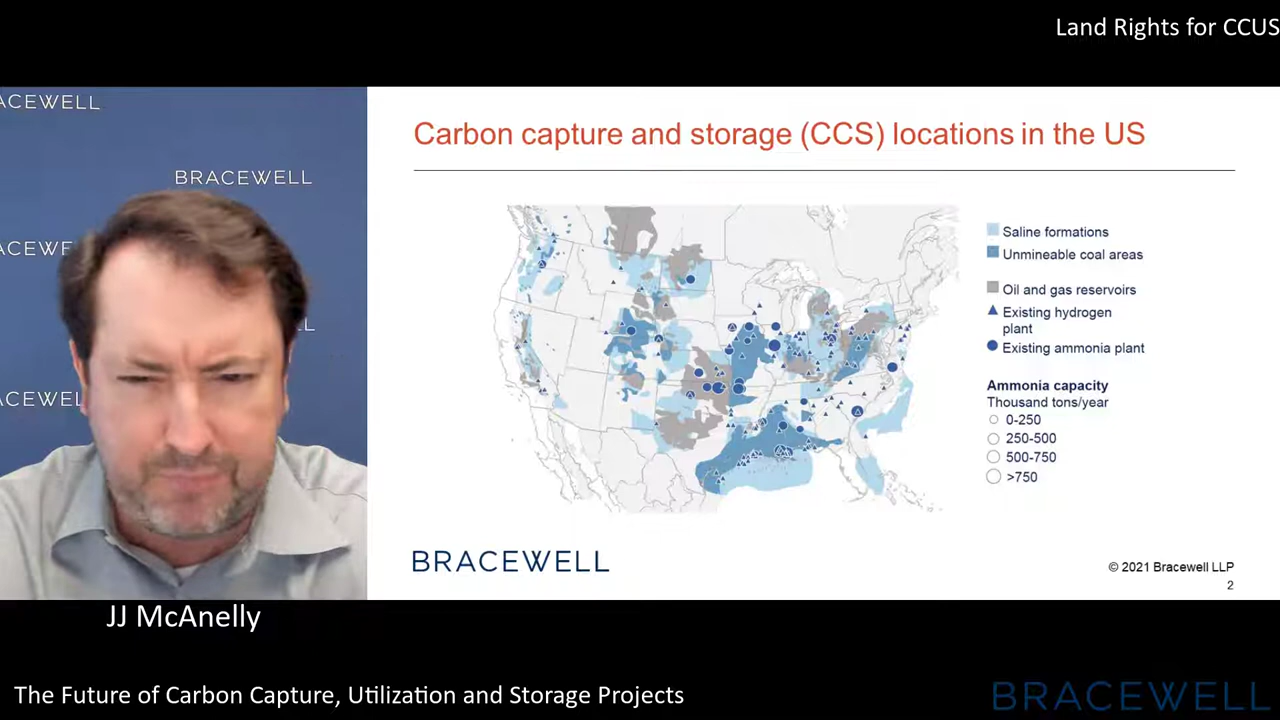 Land Rights for CCUS
ACEWELL
BRACEWELL
ACEWE
L
ACEWEL
Carbon capture and storage (CCS) locations in the US
Saline formations
Unmineable coal areas
Oil and gas reservoirs
Existing hydrogen
plant
Existing ammonia plant
Ammonia capacity
Thousand tons/year
0-250
250-500
500-750
>750
BRACEWELL
© 2021 Bracewell LLP
2
JJ McAnelly
The Future of Carbon Capture, Utilization and Storage Projects
BRACEWELL